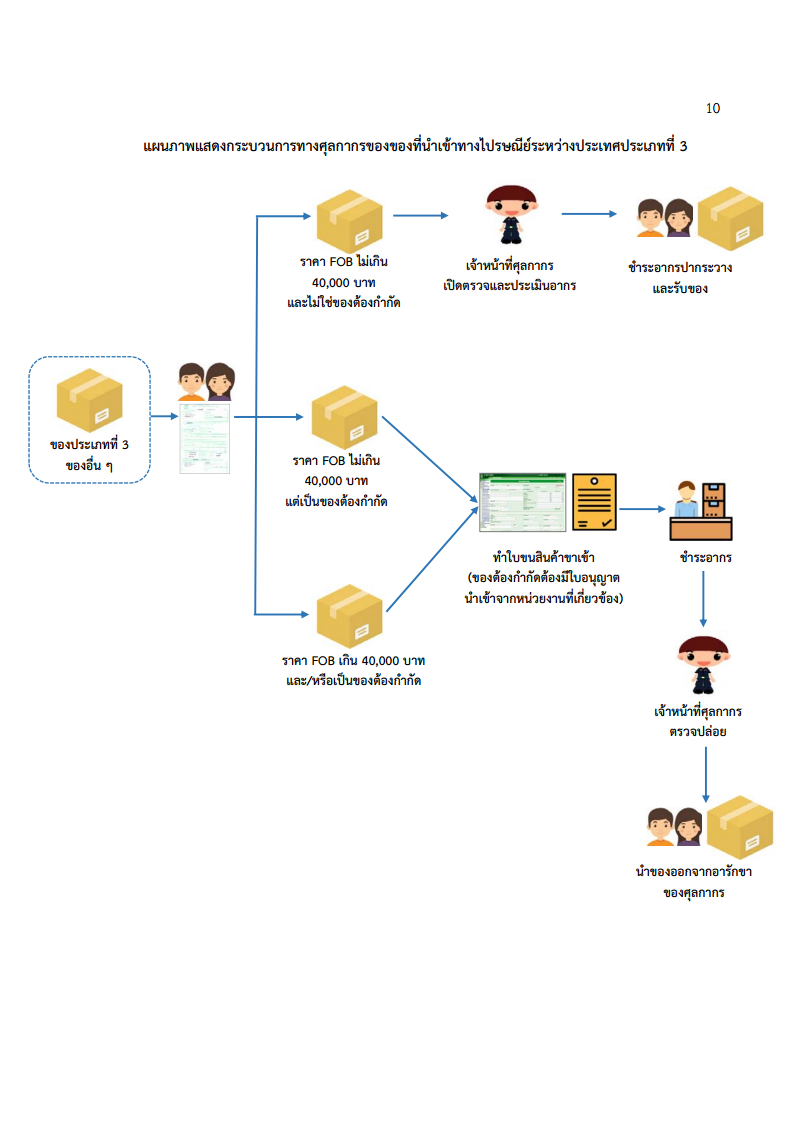 10
แผนภาพแสดงกระบวนการทางศุลกากรของของที่นำเข้าทางไปรษณีย์ระหว่างประเทศประเภทที่ 3
ราคา FOB ไม่เกิน
40,000 บาท
และไม่ใช่ของต้องกำกัด
เจ้าหน้าที่ศุลกากร
เปิดตรวจและประเมินอากร
ชำระอากรปากระวาง
และรับของ
ของประเภทที่ 3
ของอื่น ๆ
ราคา FOB ไม่เกิน
40,000 บาท
แต่เป็นของต้องกำกัด
ทำใบขนสินค้าขาเข้า
(ของต้องกำกัดต้องมีใบอนุญาต
นำเข้าจากหน่วยงานที่เกี่ยวข้อง)
ชำระอากร
ราคา FOB เกิน 40,000 บาท
และ/หรือเป็นของต้องกำกัด
เจ้าหน้าที่ศุลกากร
ตรวจปล่อย
นำของออกจากอารักขา
ของศุลกากร